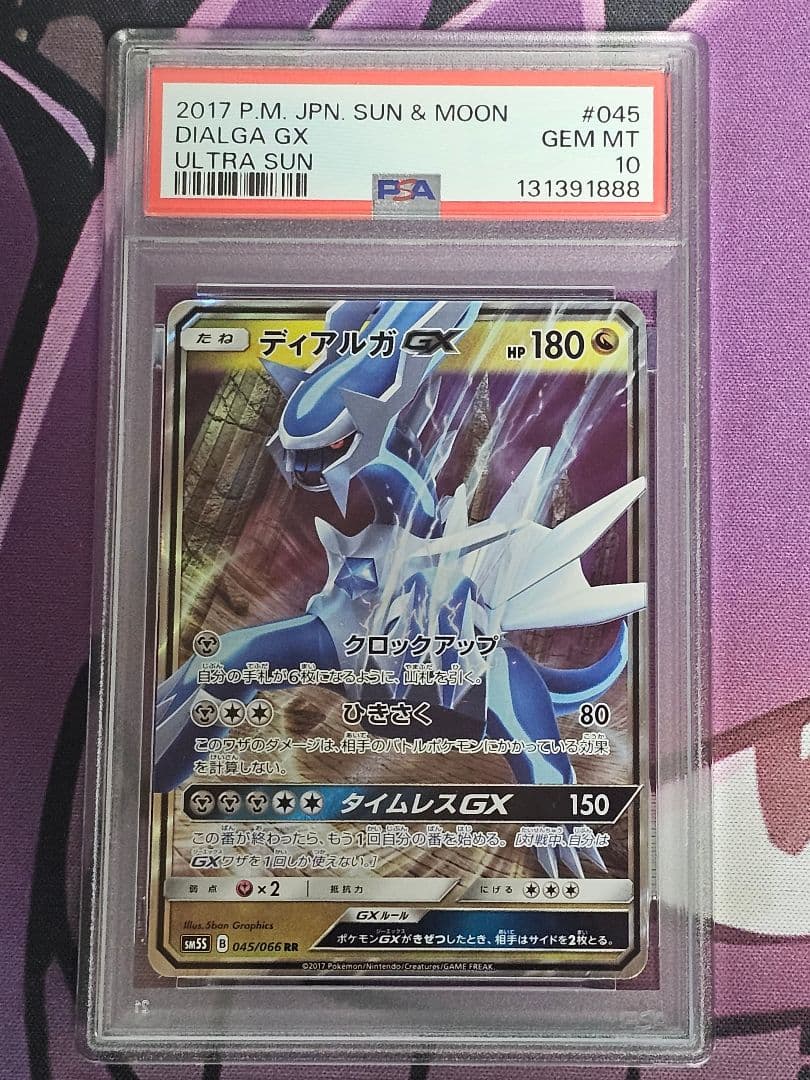 2017 P.M. JPN. SUN & MOON #045
DIALGA GX GEM MT
ULTRA SUN 10
PSA 131391888
たね ディアルガGX HP 180
クロックアップ
自分の手札が6枚になるように、山札を引く。
ひきさく 80
このワザのダメージは、相手のバトルポケモンにかかっている効果
を計算しない。
タイムレスGX 150
この番が終わったら、もう1回自分の番を始める。[対戦中、自分は
GXワザを1回しか使えない。]
弱点 ×2 抵抗力 にげる
Illus. 5ban Graphics
GXルール
ポケモンGXがきぜつしたとき、相手はサイドを2枚とる。
SM5S B 045/066 RR
©2017 Pokémon/Nintendo/Creatures/GAME FREAK.